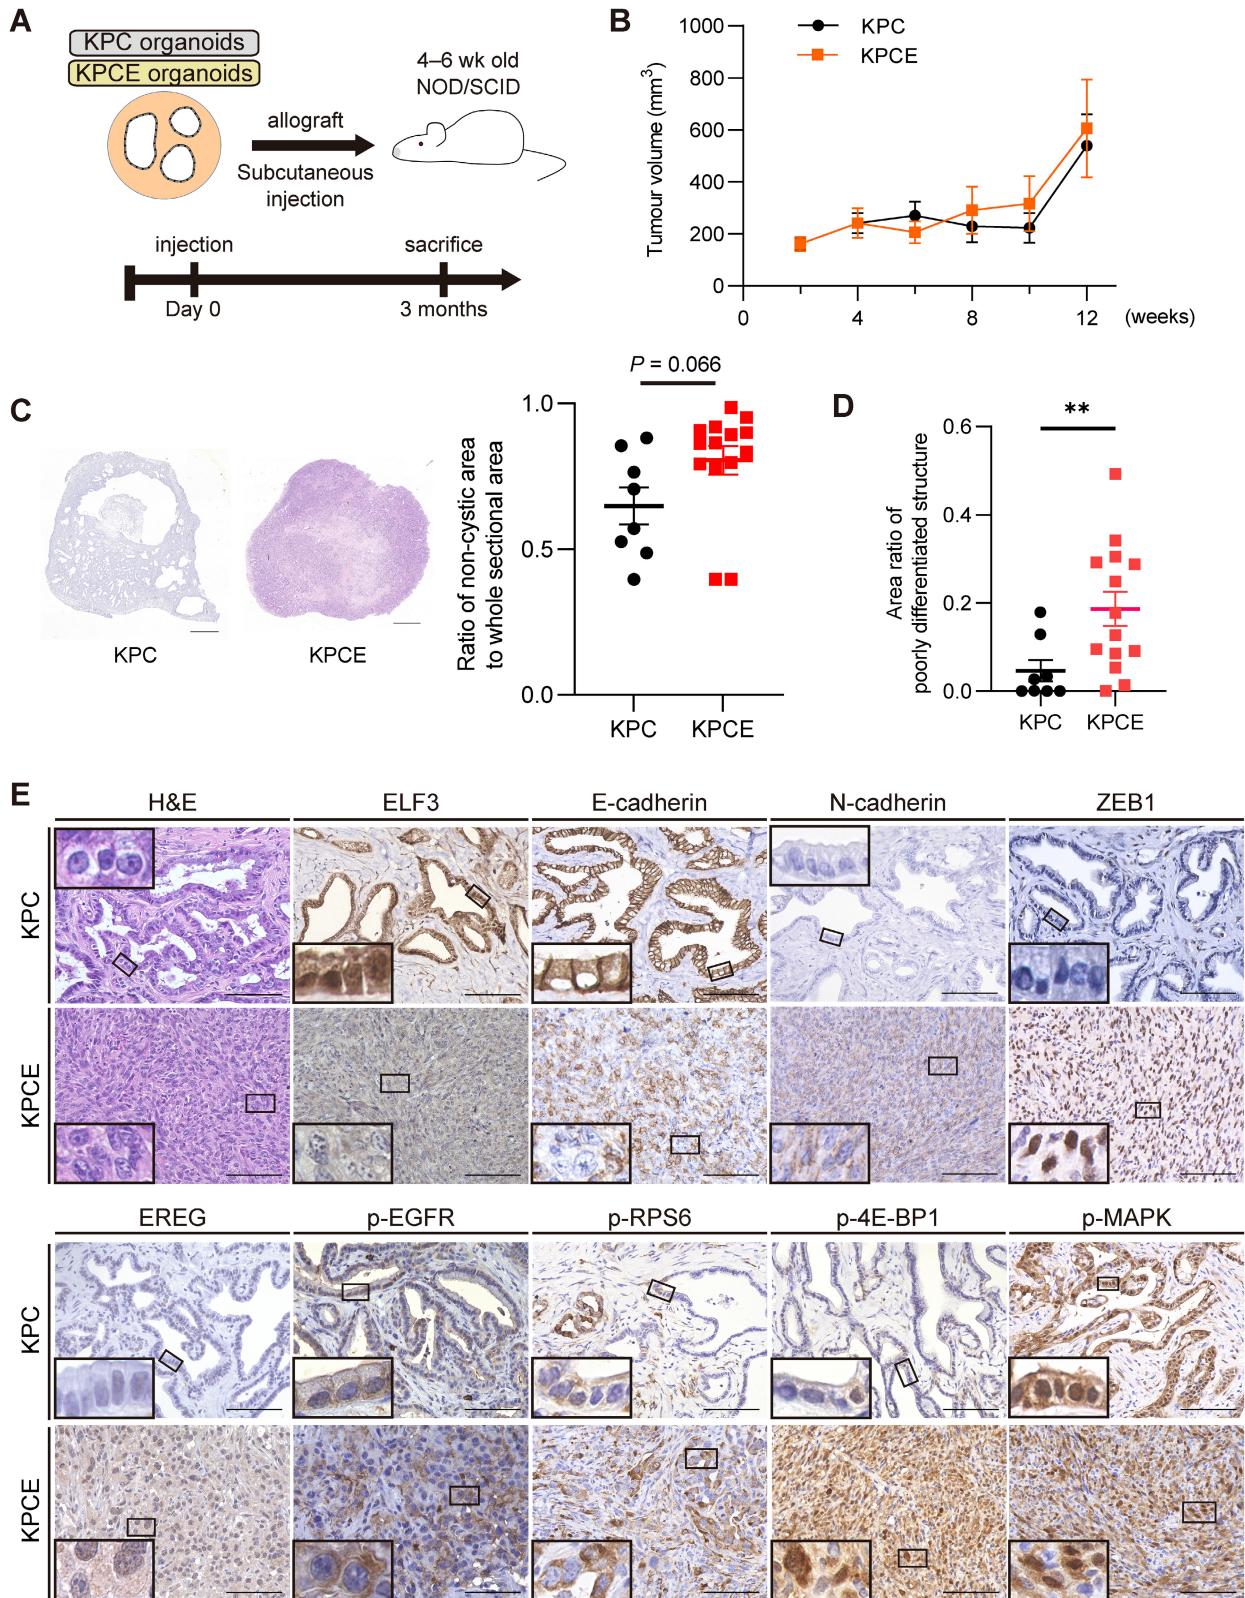 A
KPC organoids
KPCE organoids
allograft
Subcutaneous
injection
4–6 wk old
NOD/SCID
injection
sacrifice
Day 0
3 months
B
KPC
KPCE
Tumour volume (mm³)
1000
800
600
400
200
0
0
4
8
12
(weeks)
C
KPC
KPCE
P = 0.066
Ratio of non-cystic area
to whole sectional area
1.0
0.5
0.0
KPC
KPCE
D
**
Area ratio of
poorly differentiated structure
0.6
0.4
0.2
0.0
KPC
KPCE
E
H&E
ELF3
E-cadherin
N-cadherin
ZEB1
KPC
KPCE
EREG
p-EGFR
p-RPS6
p-4E-BP1
p-MAPK
KPC
KPCE